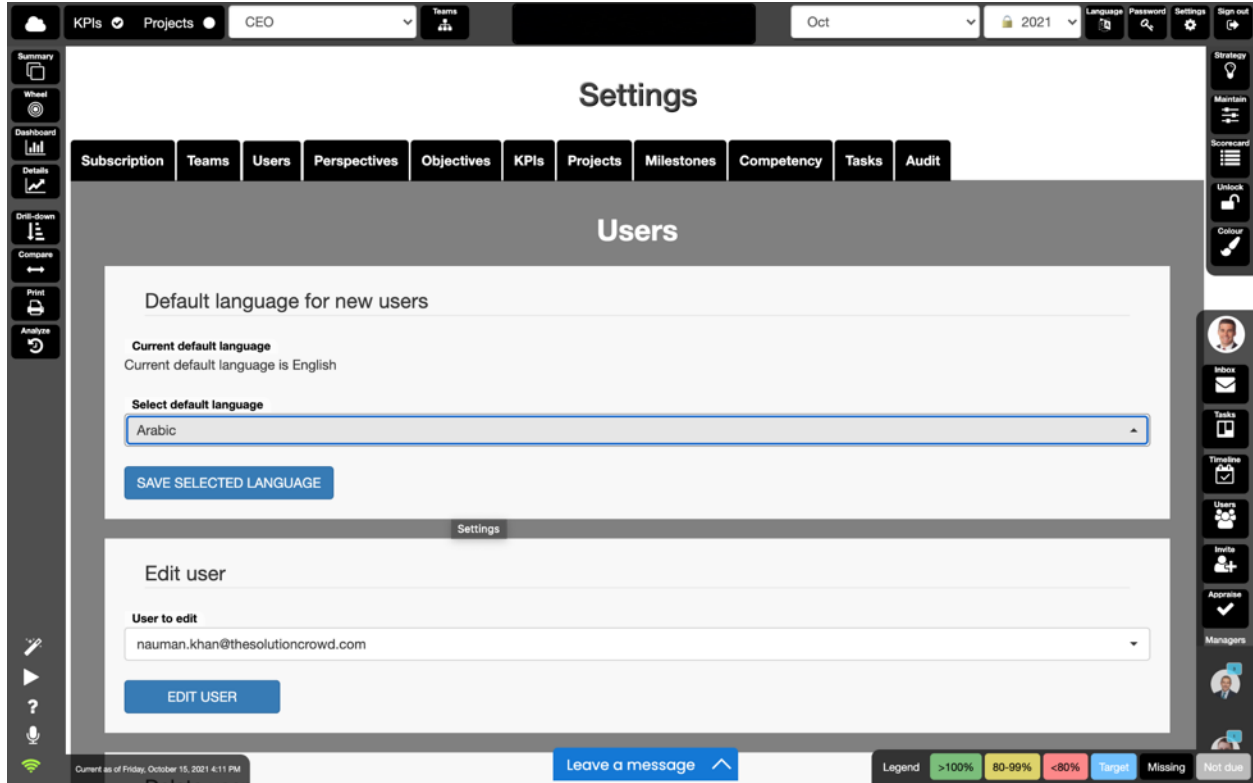 KPIs Projects CEO Teams Oct 2021 Language Password Settings Sign out
Summary
Wheel
Dashboard
Details
Drill-down
Compare
Print
Analyze
Settings
Subscription Teams Users Perspectives Objectives KPIs Projects Milestones Competency Tasks Audit
Users
Default language for new users
Current default language
Current default language is English
Select default language
Arabic
SAVE SELECTED LANGUAGE
Settings
Edit user
User to edit
nauman.khan@thesolutioncrowd.com
EDIT USER
Strategy
Maintain
Scorecard
Unlock
Colour
Inbox
Tasks
Timeline
Users
Invite
Appraise
Managers
?
Current as of Friday, October 15, 2021 4:11 PM
Leave a message
Legend >100% 80-99% <80% Target Missing Not due